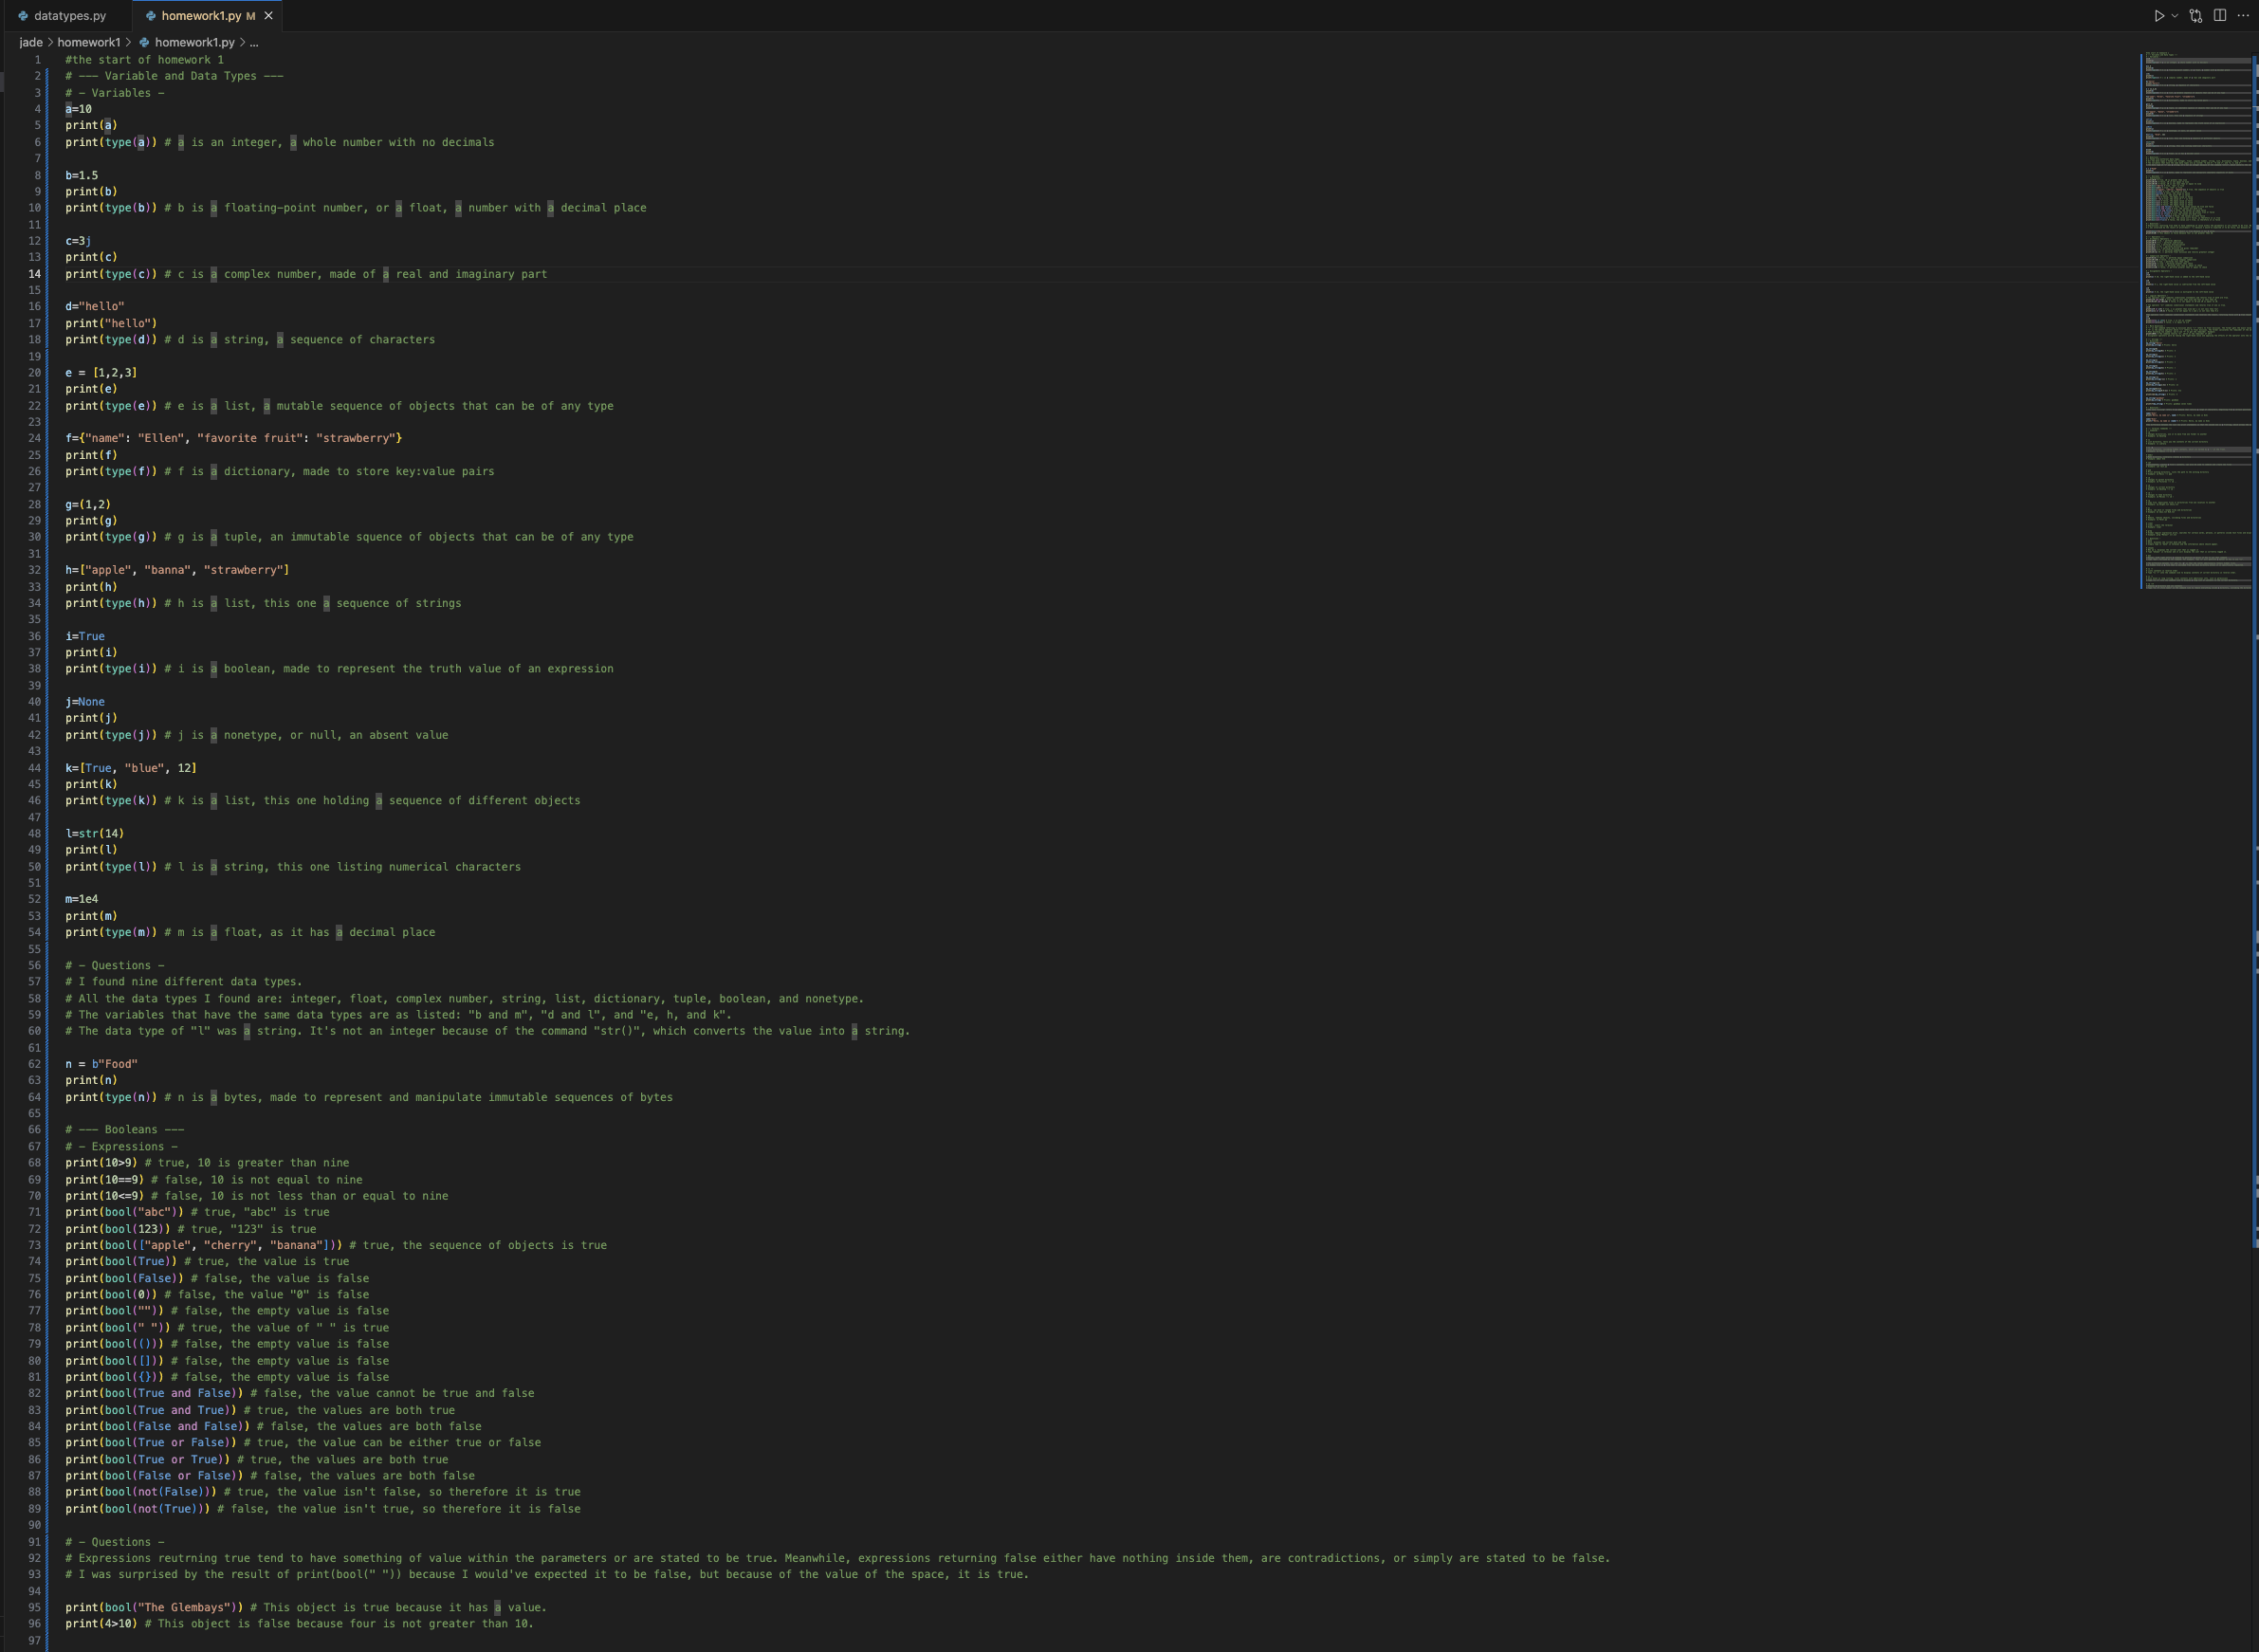 datatypes.py
homework1.py M
jade > homework1 > homework1.py > ...
1 #the start of homework 1
2 # --- Variable and Data Types ---
3 # - Variables -
4 a=10
5 print(a)
6 print(type(a)) # a is an integer, a whole number with no decimals
7
8 b=1.5
9 print(b)
10 print(type(b)) # b is a floating-point number, or a float, a number with a decimal place
11
12 c=3j
13 print(c)
14 print(type(c)) # c is a complex number, made of a real and imaginary part
15
16 d="hello"
17 print("hello")
18 print(type(d)) # d is a string, a sequence of characters
19
20 e = [1,2,3]
21 print(e)
22 print(type(e)) # e is a list, a mutable sequence of objects that can be of any type
23
24 f={"name": "Ellen", "favorite fruit": "strawberry"}
25 print(f)
26 print(type(f)) # f is a dictionary, made to store key:value pairs
27
28 g=(1,2)
29 print(g)
30 print(type(g)) # g is a tuple, an immutable squence of objects that can be of any type
31
32 h=["apple", "banna", "strawberry"]
33 print(h)
34 print(type(h)) # h is a list, this one a sequence of strings
35
36 i=True
37 print(i)
38 print(type(i)) # i is a boolean, made to represent the truth value of an expression
39
40 j=None
41 print(j)
42 print(type(j)) # j is a nonetype, or null, an absent value
43
44 k=[True, "blue", 12]
45 print(k)
46 print(type(k)) # k is a list, this one holding a sequence of different objects
47
48 l=str(14)
49 print(l)
50 print(type(l)) # l is a string, this one listing numerical characters
51
52 m=1e4
53 print(m)
54 print(type(m)) # m is a float, as it has a decimal place
55
56 # - Questions -
57 # I found nine different data types.
58 # All the data types I found are: integer, float, complex number, string, list, dictionary, tuple, boolean, and nonetype.
59 # The variables that have the same data types are as listed: "b and m", "d and l", and "e, h, and k".
60 # The data type of "l" was a string. It's not an integer because of the command "str()", which converts the value into a string.
61
62 n = b"Food"
63 print(n)
64 print(type(n)) # n is a bytes, made to represent and manipulate immutable sequences of bytes
65
66 # --- Booleans ---
67 # - Expressions -
68 print(10>9) # true, 10 is greater than nine
69 print(10==9) # false, 10 is not equal to nine
70 print(10<=9) # false, 10 is not less than or equal to nine
71 print(bool("abc")) # true, "abc" is true
72 print(bool(123)) # true, "123" is true
73 print(bool(["apple", "cherry", "banana"])) # true, the sequence of objects is true
74 print(bool(True)) # true, the value is true
75 print(bool(False)) # false, the value is false
76 print(bool(0)) # false, the value "0" is false
77 print(bool("")) # false, the empty value is false
78 print(bool(" ")) # true, the value of " " is true
79 print(bool(())) # false, the empty value is false
80 print(bool([])) # false, the empty value is false
81 print(bool({})) # false, the empty value is false
82 print(bool(True and False)) # false, the value cannot be true and false
83 print(bool(True and True)) # true, the values are both true
84 print(bool(False and False)) # false, the values are both false
85 print(bool(True or False)) # true, the value can be either true or false
86 print(bool(True or True)) # true, the values are both true
87 print(bool(False or False)) # false, the values are both false
88 print(bool(not(False))) # true, the value isn't false, so therefore it is true
89 print(bool(not(True))) # false, the value isn't true, so therefore it is false
90
91 # - Questions -
92 # Expressions reutrning true tend to have something of value within the parameters or are stated to be true. Meanwhile, expressions returning false either have nothing inside them, are contradictions, or simply are stated to be false.
93 # I was surprised by the result of print(bool(" ")) because I would've expected it to be false, but because of the value of the space, it is true.
94
95 print(bool("The Glembays")) # This object is true because it has a value.
96 print(4>10) # This object is false because four is not greater than 10.
97